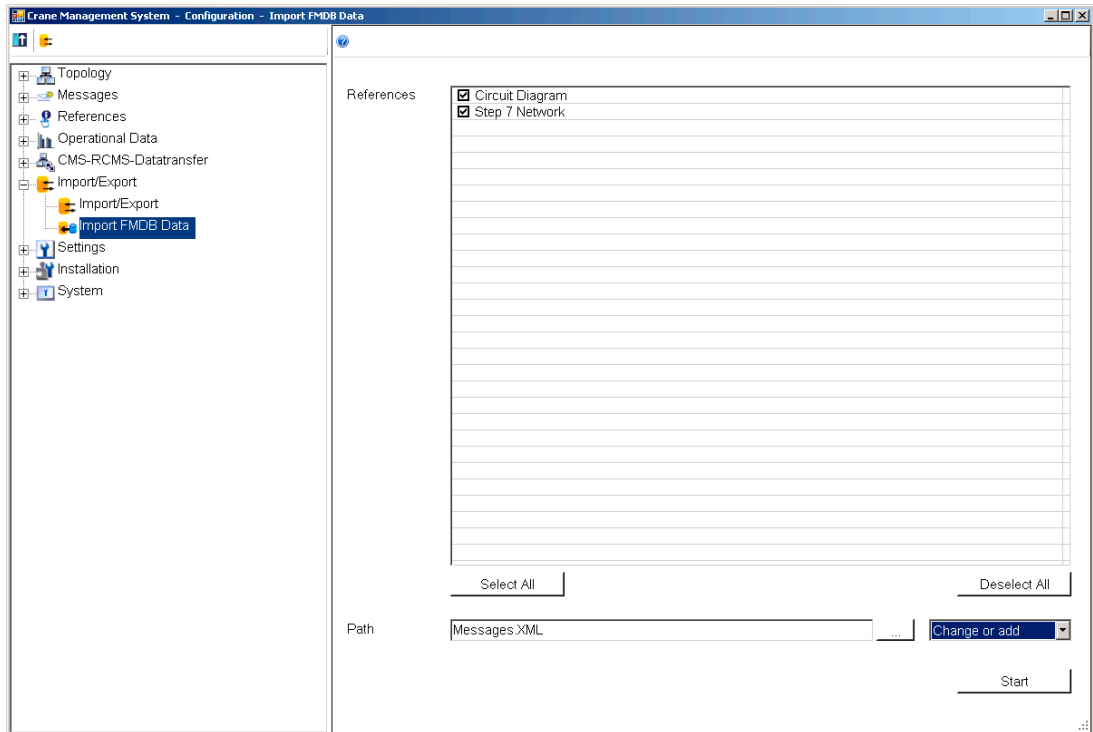 Crane Management System - Configuration - Import FMDB Data
Topology
Messages
References
Operational Data
CMS-RCMS-Datatransfer
Import/Export
Import/Export
Import FMDB Data
Settings
Installation
System
References
Circuit Diagram
Step 7 Network
Select All
Deselect All
Path
Messages.XML
...
Change or add
Start